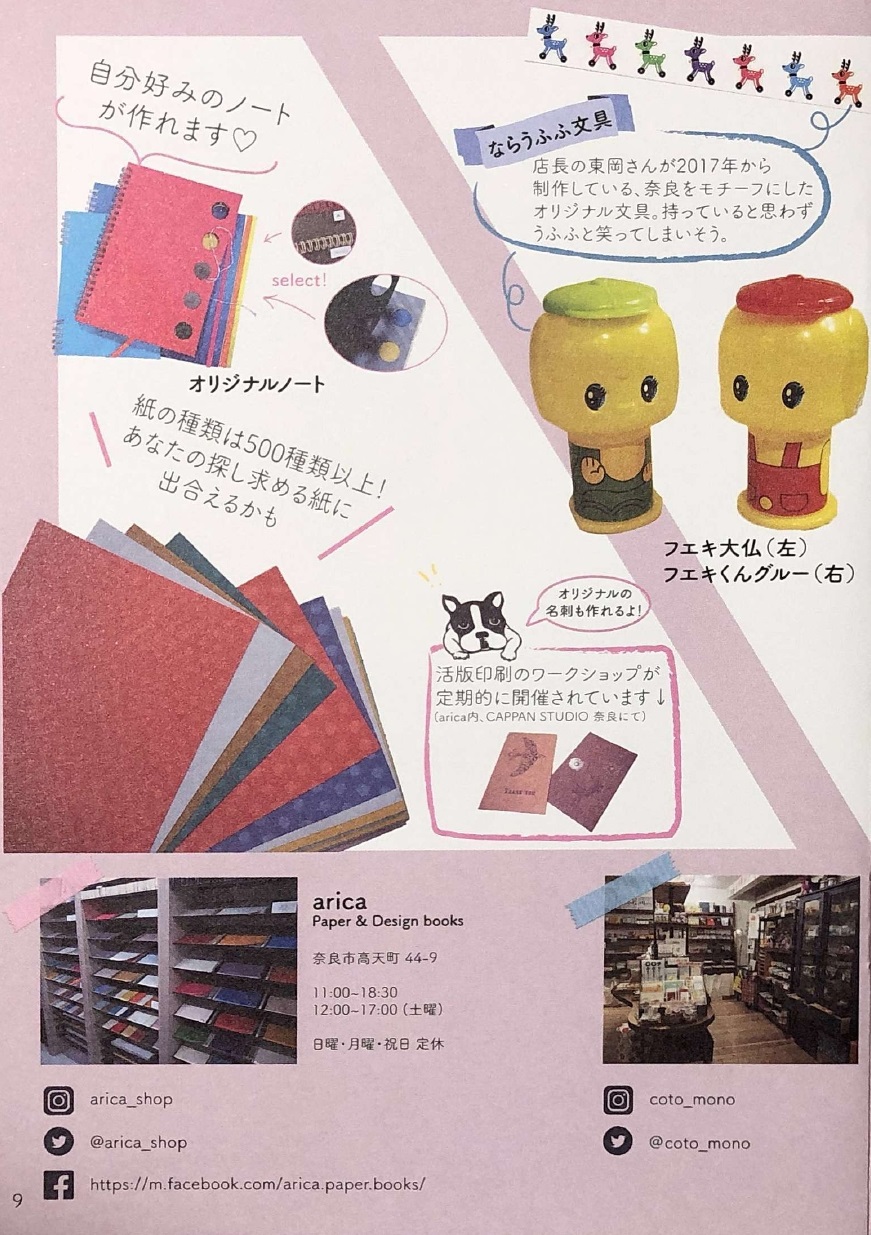 自分好みのノート
が作れます♡
select!
オリジナルノート
紙の種類は500種類以上!
あなたの探し求める紙に
出合えるかも
ならうふふ文具
店長の東岡さんが2017年から
制作している、奈良をモチーフにした
オリジナル文具。持っていると思わず
うふふと笑ってしまいそう。
フエキ大仏(左)
フエキくんグルー(右)
オリジナルの
名刺も作れるよ!
活版印刷のワークショップが
定期的に開催されています↓
(arica内、CAPPAN STUDIO 奈良にて)
THANK YOU
arica
Paper & Design books
奈良市高天町 44-9
11:00~18:30
12:00~17:00(土曜)
日曜・月曜・祝日 定休
arica_shop
@arica_shop
https://m.facebook.com/arica.paper.books/
coto_mono
@coto_mono
9